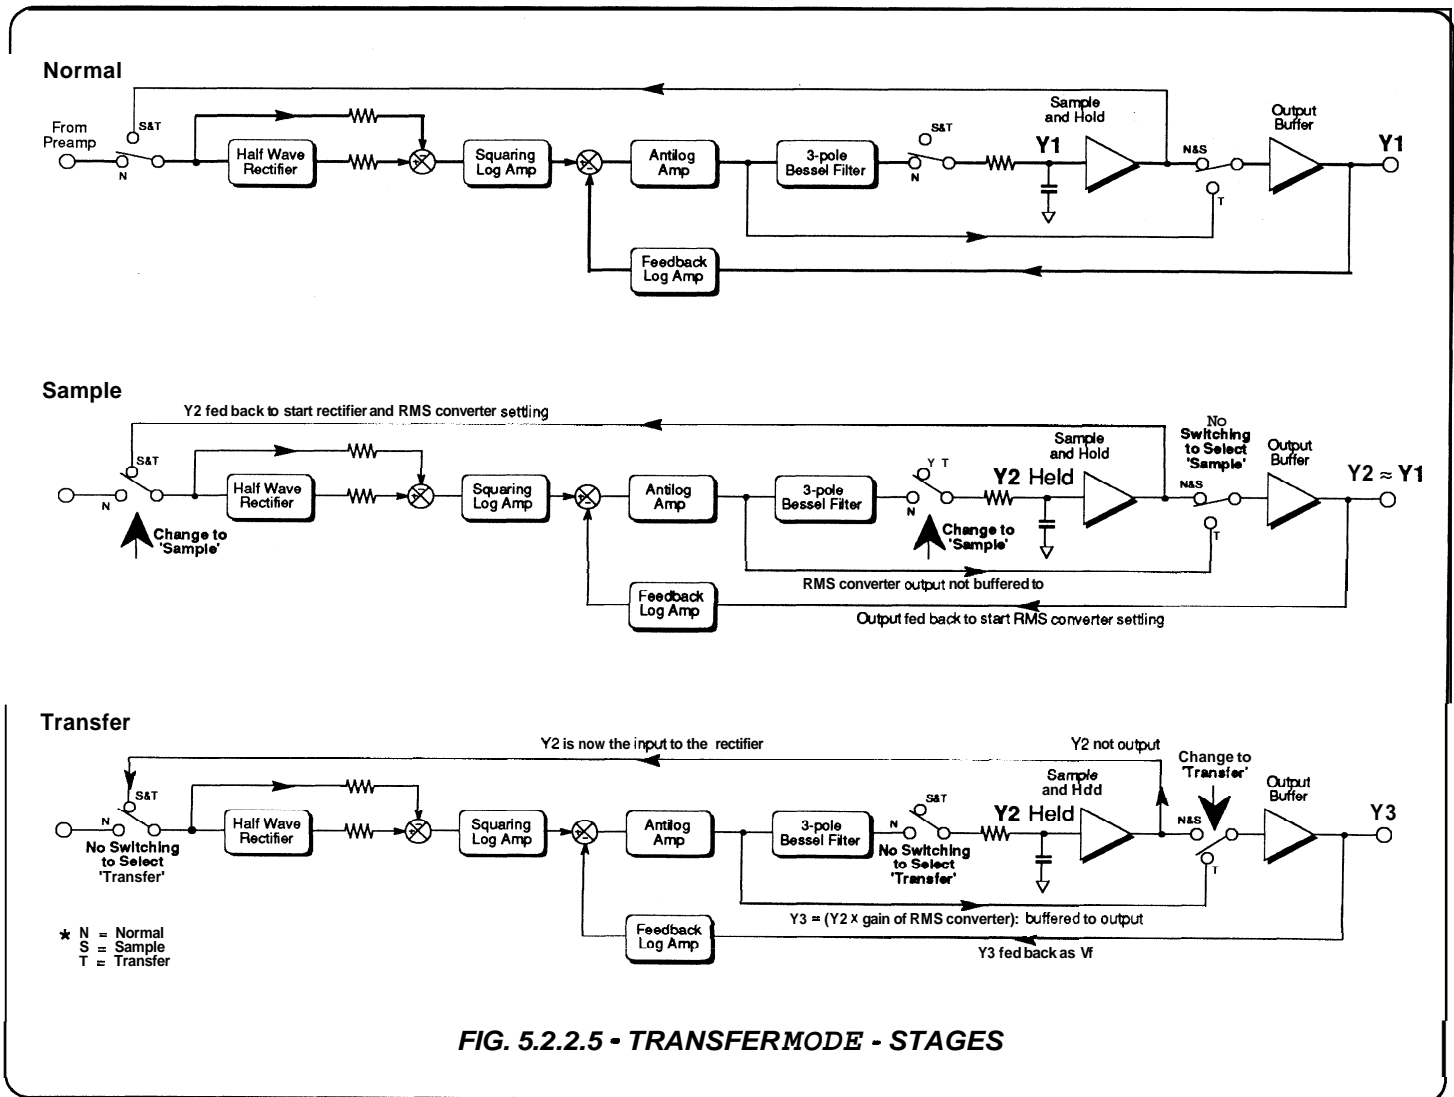 Normal
From
Preamp
S&T
N
Half Wave
Rectifier
Squaring
Log Amp
Antilog
Amp
3-pole
Bessel Filter
S&T
N
Y1
Sample
and Hold
N&S
T
Output
Buffer
Y1
Feedback
Log Amp
Sample
Y2 fed back to start rectifier and RMS converter settling
S&T
N
Change to
'Sample'
Half Wave
Rectifier
Squaring
Log Amp
Antilog
Amp
3-pole
Bessel Filter
Y T
N
Change to
'Sample'
Y2 Held
Sample
and Hold
No
Switching
to Select
'Sample'
N&S
T
Output
Buffer
Y2 ≈ Y1
RMS converter output not buffered to
Feedback
Log Amp
Output fed back to start RMS converter settling
Transfer
Y2 is now the input to the rectifier
Y2 not output
Change to
'Transfer'
S&T
N
No Switching
to Select
'Transfer'
Half Wave
Rectifier
Squaring
Log Amp
Antilog
Amp
3-pole
Bessel Filter
S&T
N
No Switching
to Select
'Transfer'
Y2 Held
Sample
and Hdd
N&S
T
Output
Buffer
Y3
Y3 = (Y2 X gain of RMS converter): buffered to output
Feedback
Log Amp
Y3 fed back as Vf
* N = Normal
S = Sample
T = Transfer
FIG. 5.2.2.5 - TRANSFER MODE - STAGES